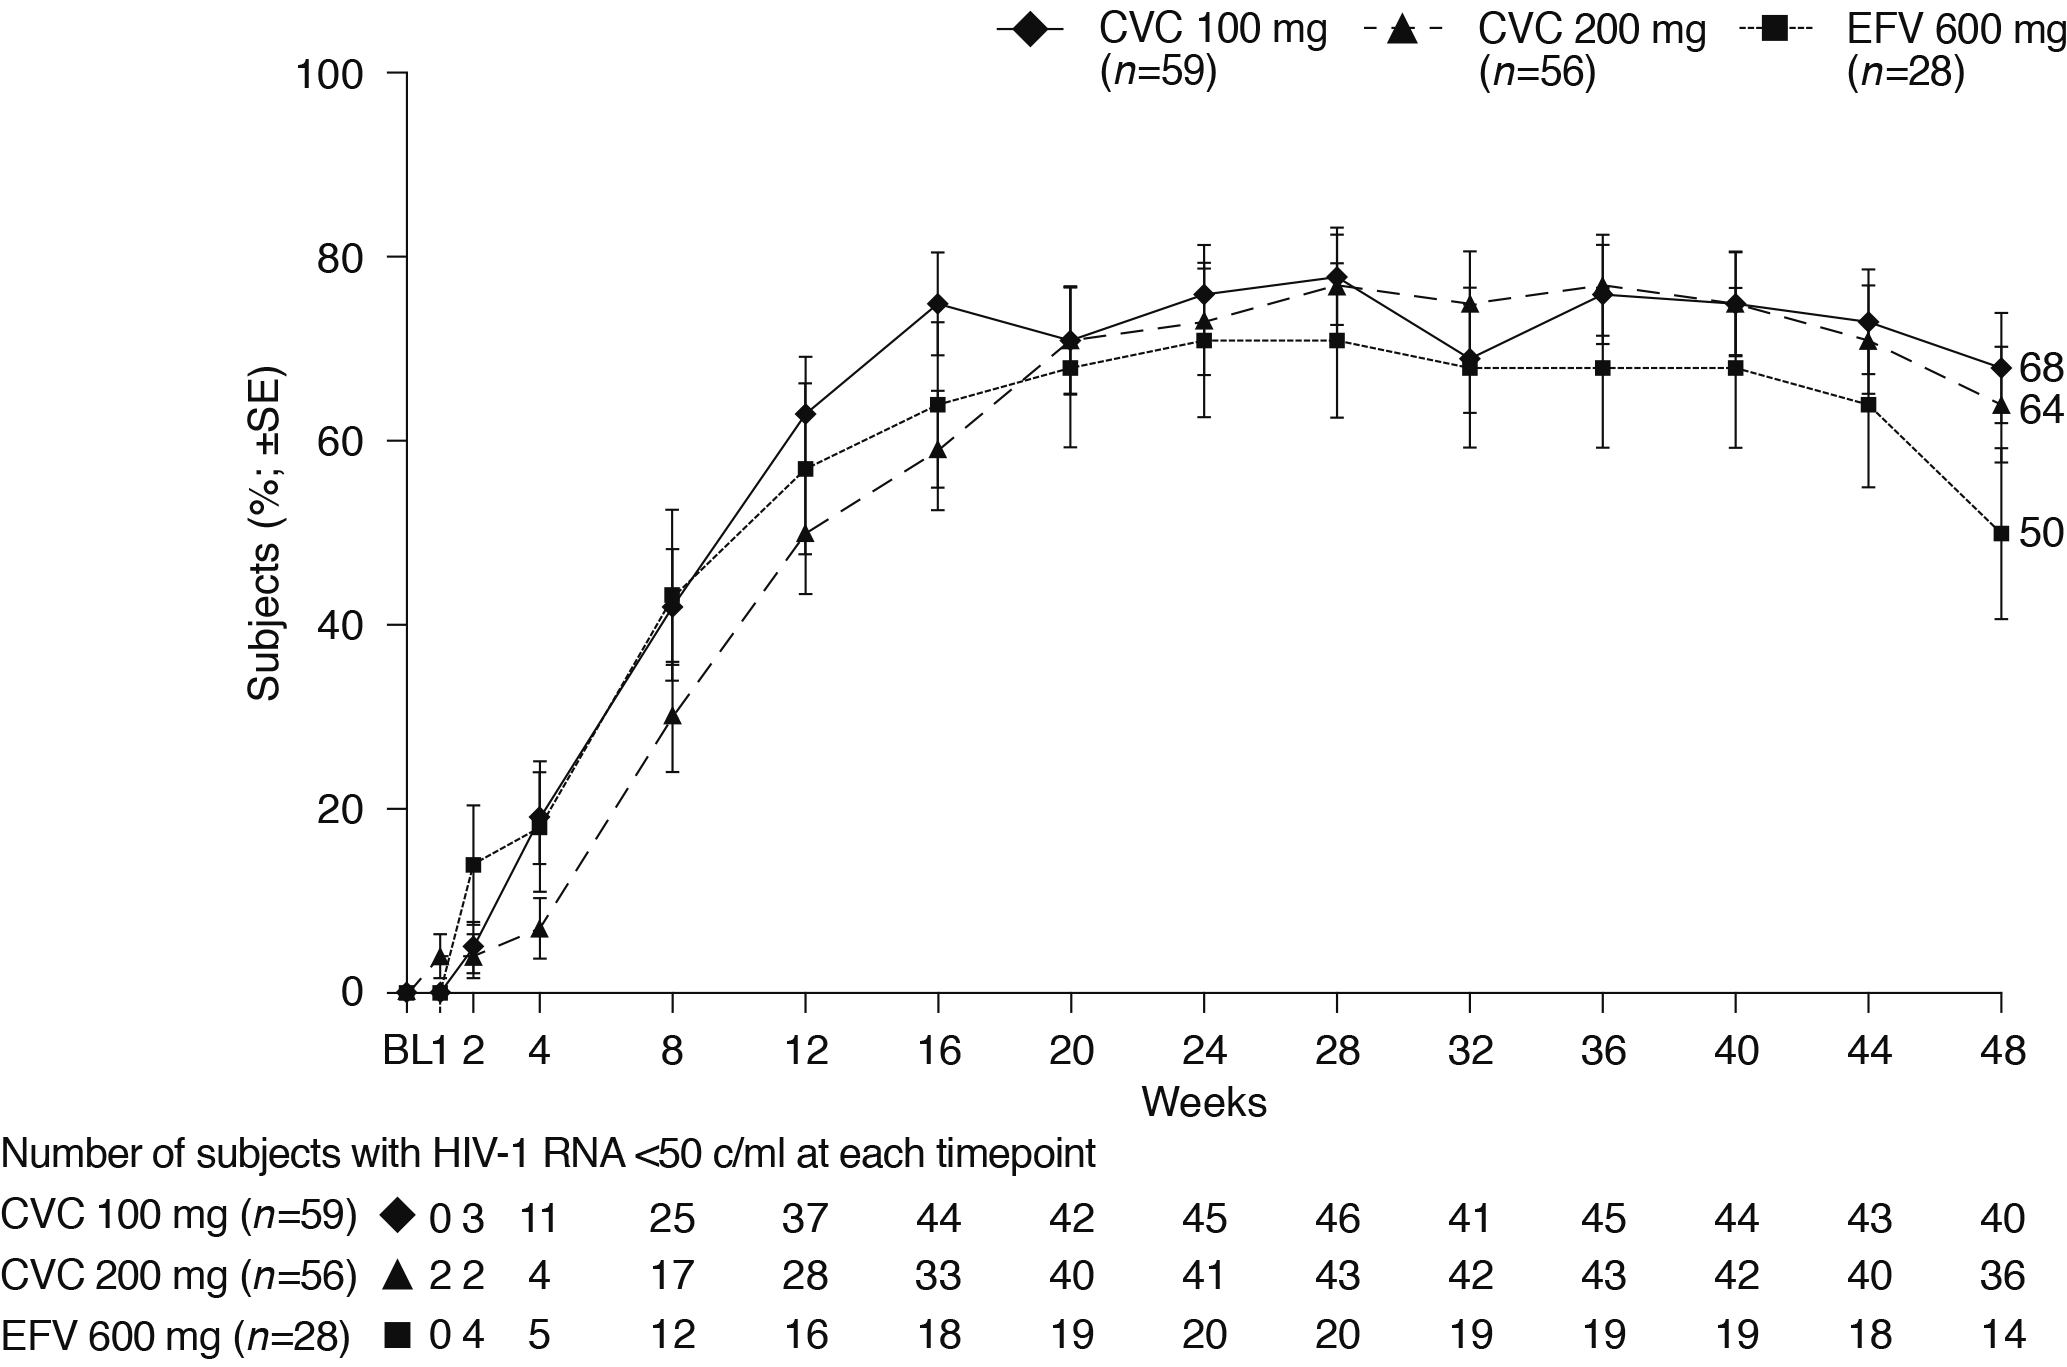 CVC 100 mg (n=59)
CVC 200 mg (n=56)
EFV 600 mg (n=28)
100
80
60
40
20
0
Subjects (%; ±SE)
68
64
50
BL 1 2 4 8 12 16 20 24 28 32 36 40 44 48
Weeks
Number of subjects with HIV-1 RNA <50 c/ml at each timepoint
CVC 100 mg (n=59) 0 3 11 25 37 44 42 45 46 41 45 44 43 40
CVC 200 mg (n=56) 2 2 4 17 28 33 40 41 43 42 43 42 40 36
EFV 600 mg (n=28) 0 4 5 12 16 18 19 20 20 19 19 19 18 14